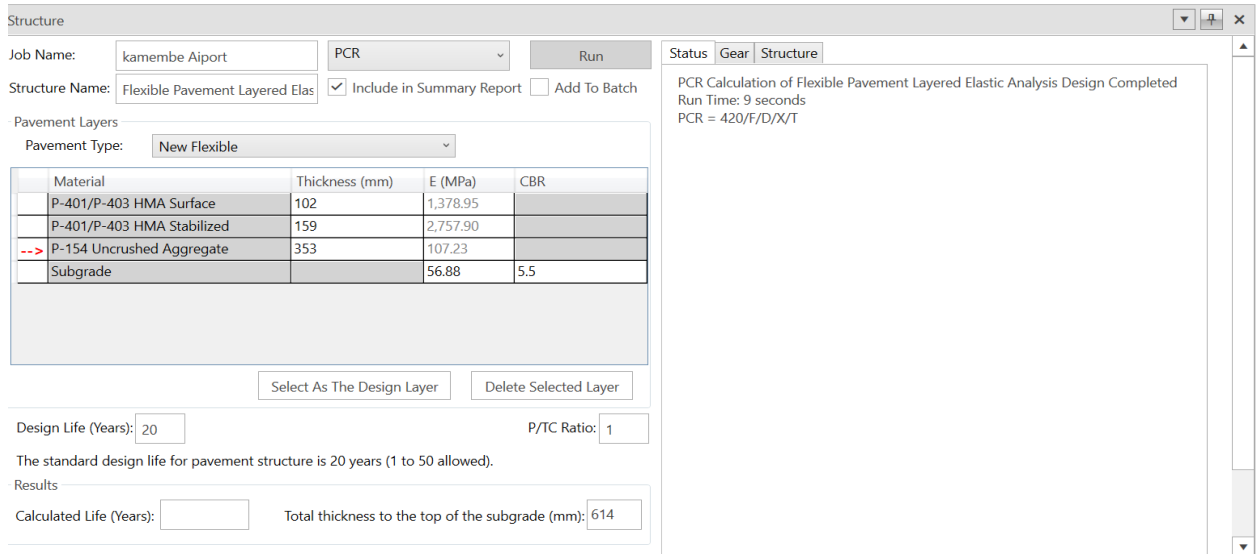 Structure
Job Name: kamembe Aiport PCR Run
Structure Name: Flexible Pavement Layered Elas Include in Summary Report Add To Batch
Pavement Layers
Pavement Type: New Flexible
Material Thickness (mm) E (MPa) CBR
P-401/P-403 HMA Surface 102 1,378.95
P-401/P-403 HMA Stabilized 159 2,757.90
--> P-154 Uncrushed Aggregate 353 107.23
Subgrade 56.88 5.5
Select As The Design Layer Delete Selected Layer
Design Life (Years): 20 P/TC Ratio: 1
The standard design life for pavement structure is 20 years (1 to 50 allowed).
Results
Calculated Life (Years): Total thickness to the top of the subgrade (mm): 614
Status Gear Structure
PCR Calculation of Flexible Pavement Layered Elastic Analysis Design Completed
Run Time: 9 seconds
PCR = 420/F/D/X/T